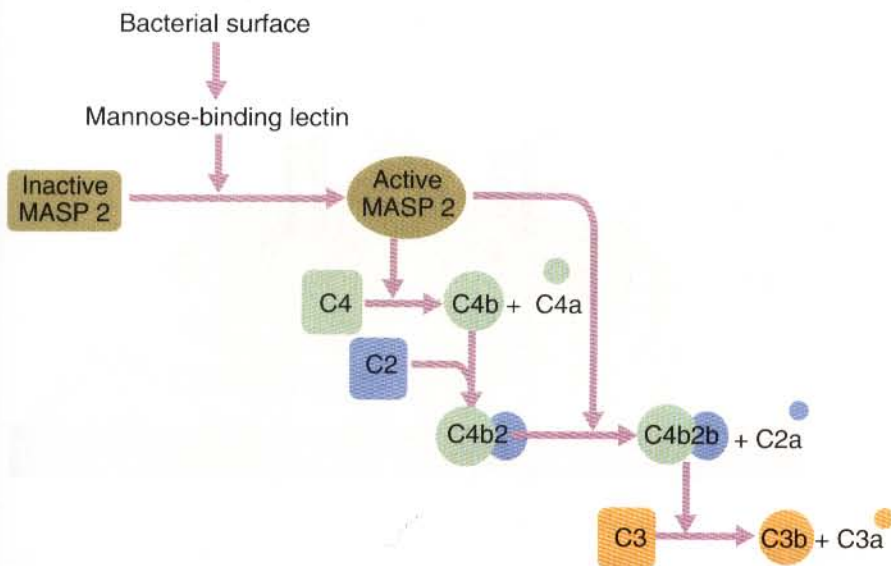 Bacterial surface
Mannose-binding lectin
Inactive
MASP 2
Active
MASP 2
C4
C4b + C4a
C2
C4b2
C4b2b + C2a
C3
C3b + C3a